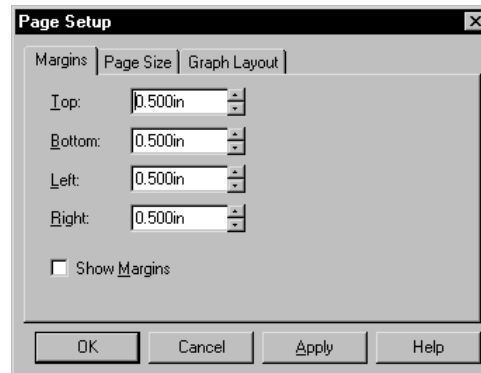 Page Setup
Margins Page Size Graph Layout
Top: 0.500in
Bottom: 0.500in
Left: 0.500in
Right: 0.500in
Show Margins
OK Cancel Apply Help